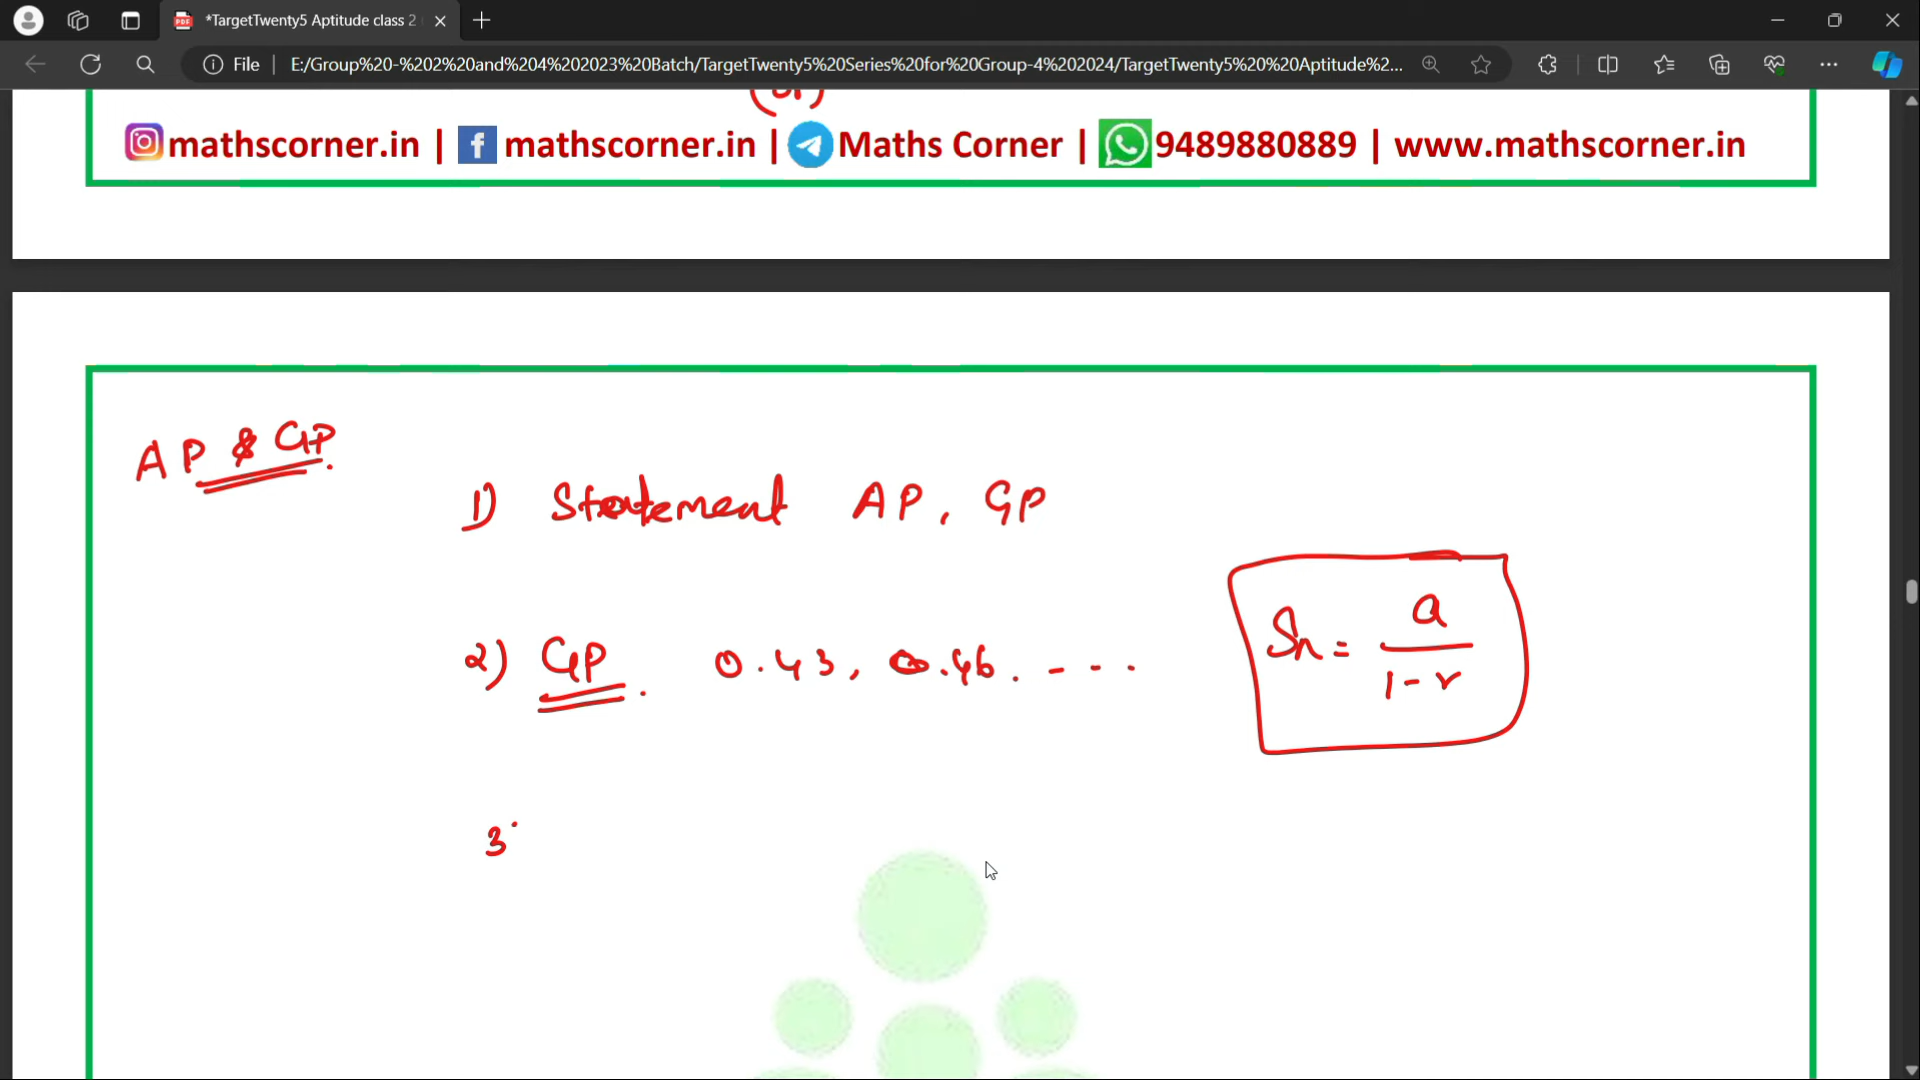 *TargetTwenty5 Aptitude class 2
File
E:/Group%20-%202%20and%204%202023%20Batch/TargetTwenty5%20Series%20for%20Group-4%202024/TargetTwenty5%20%20Aptitude%2...
(or)
mathscorner.in | mathscorner.in | Maths Corner | 9489880889 | www.mathscorner.in
AP & GP.
1) Statement AP, GP
2) GP. 0.43, 0.46. - - -
Sn = a / 1-r
3